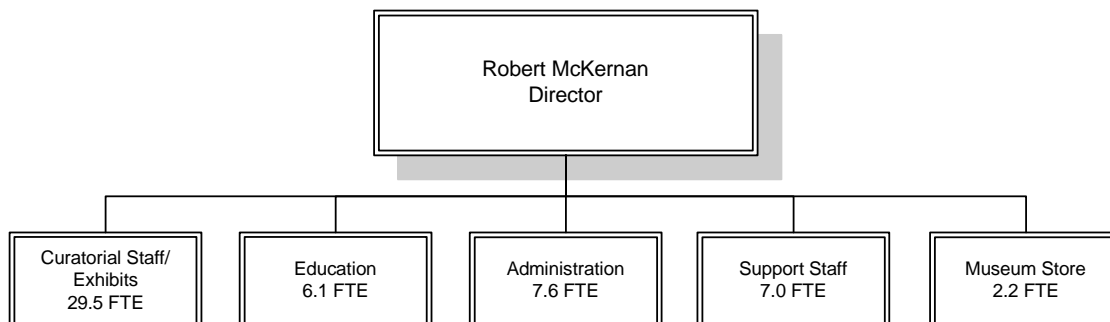 Robert McKernan
Director
Curatorial Staff/
Exhibits
29.5 FTE
Education
6.1 FTE
Administration
7.6 FTE
Support Staff
7.0 FTE
Museum Store
2.2 FTE